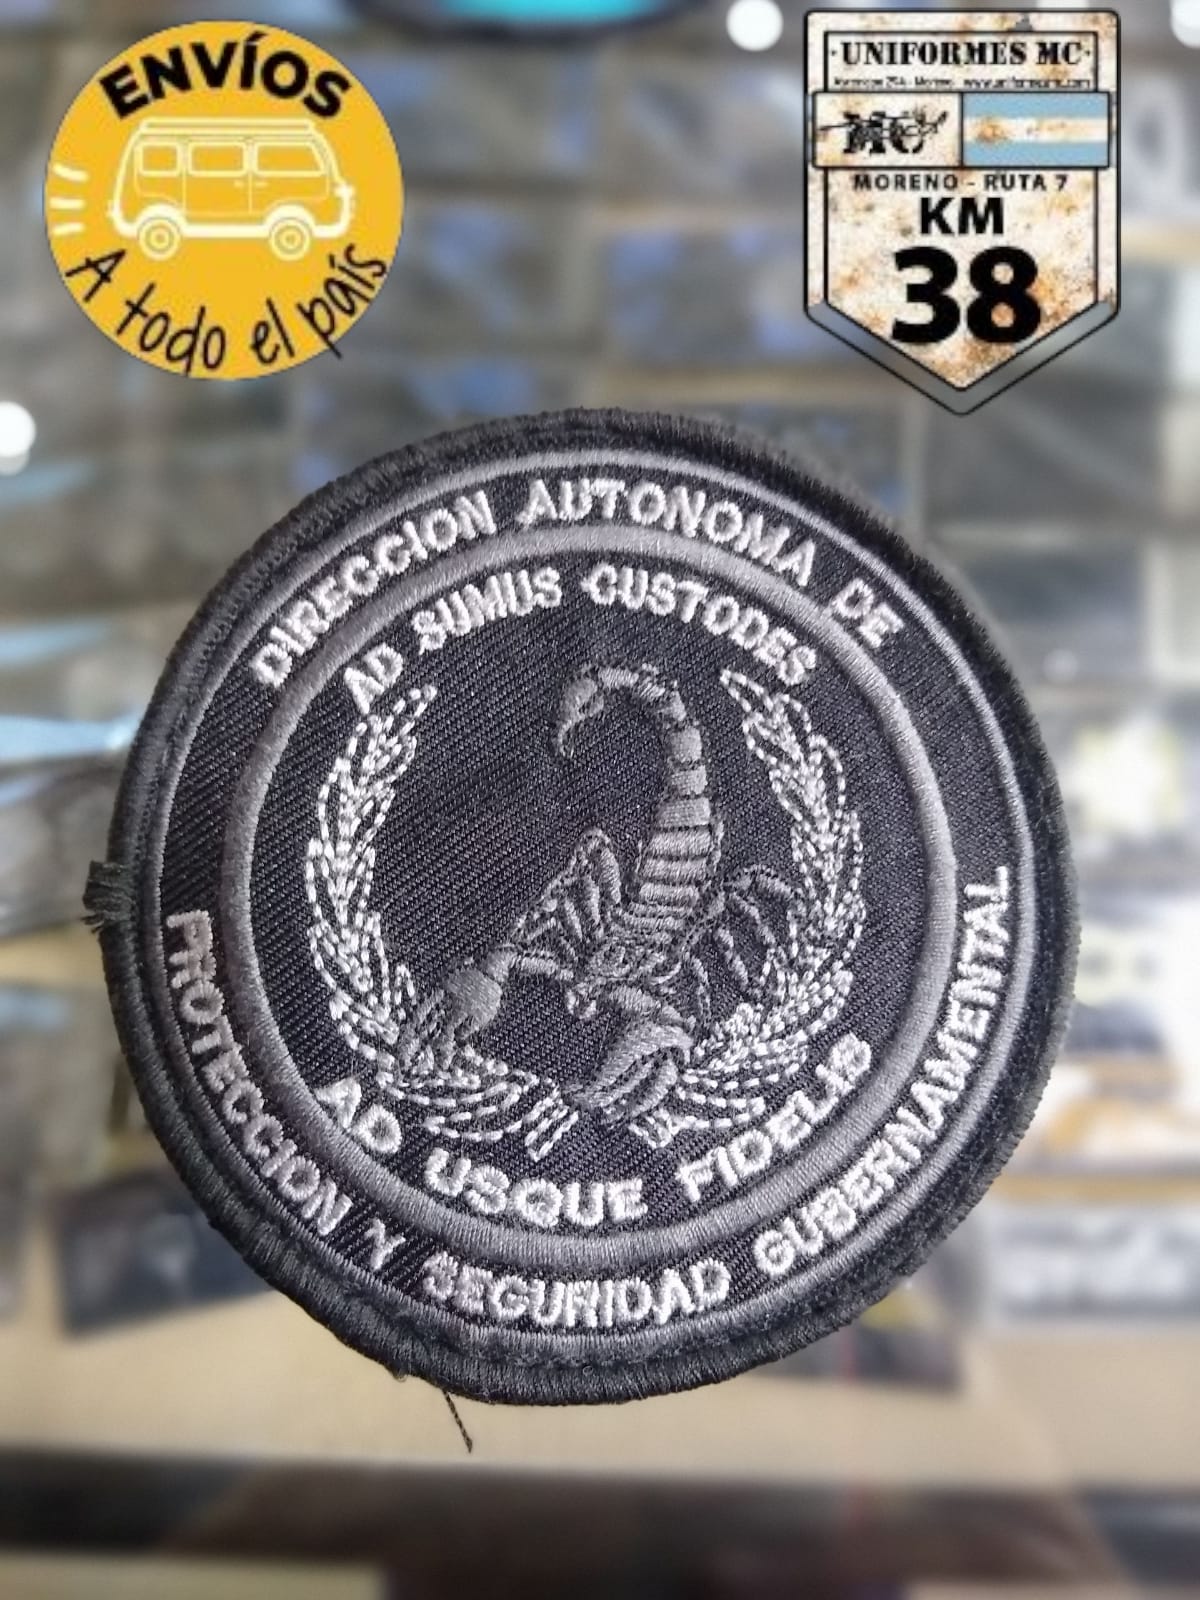 ENVÍOS
A todo el país
·UNIFORMES MC·
MC
MORENO - RUTA 7
KM
38
DIRECCION AUTONOMA DE
AD SUMUS CUSTODES
AD USQUE FIDELIS
PROTECCION Y SEGURIDAD GUBERNAMENTAL